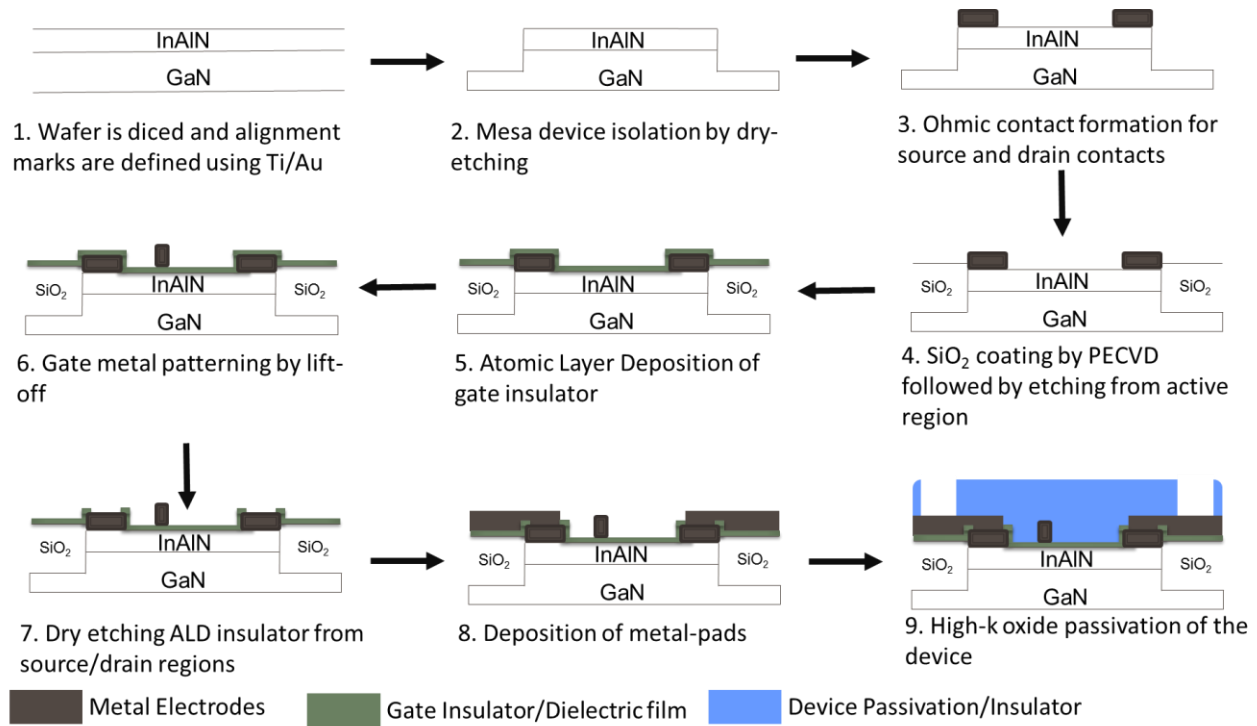 InAlN
GaN
1. Wafer is diced and alignment
marks are defined using Ti/Au
InAlN
GaN
2. Mesa device isolation by dry-
etching
InAlN
GaN
3. Ohmic contact formation for
source and drain contacts
SiO₂ InAlN SiO₂
GaN
4. SiO₂ coating by PECVD
followed by etching from active
region
SiO₂ InAlN SiO₂
GaN
5. Atomic Layer Deposition of
gate insulator
SiO₂ InAlN SiO₂
GaN
6. Gate metal patterning by lift-
off
SiO₂ InAlN SiO₂
GaN
7. Dry etching ALD insulator from
source/drain regions
SiO₂ InAlN SiO₂
GaN
8. Deposition of metal-pads
SiO₂ InAlN SiO₂
GaN
9. High-k oxide passivation of the
device
Metal Electrodes
Gate Insulator/Dielectric film
Device Passivation/Insulator